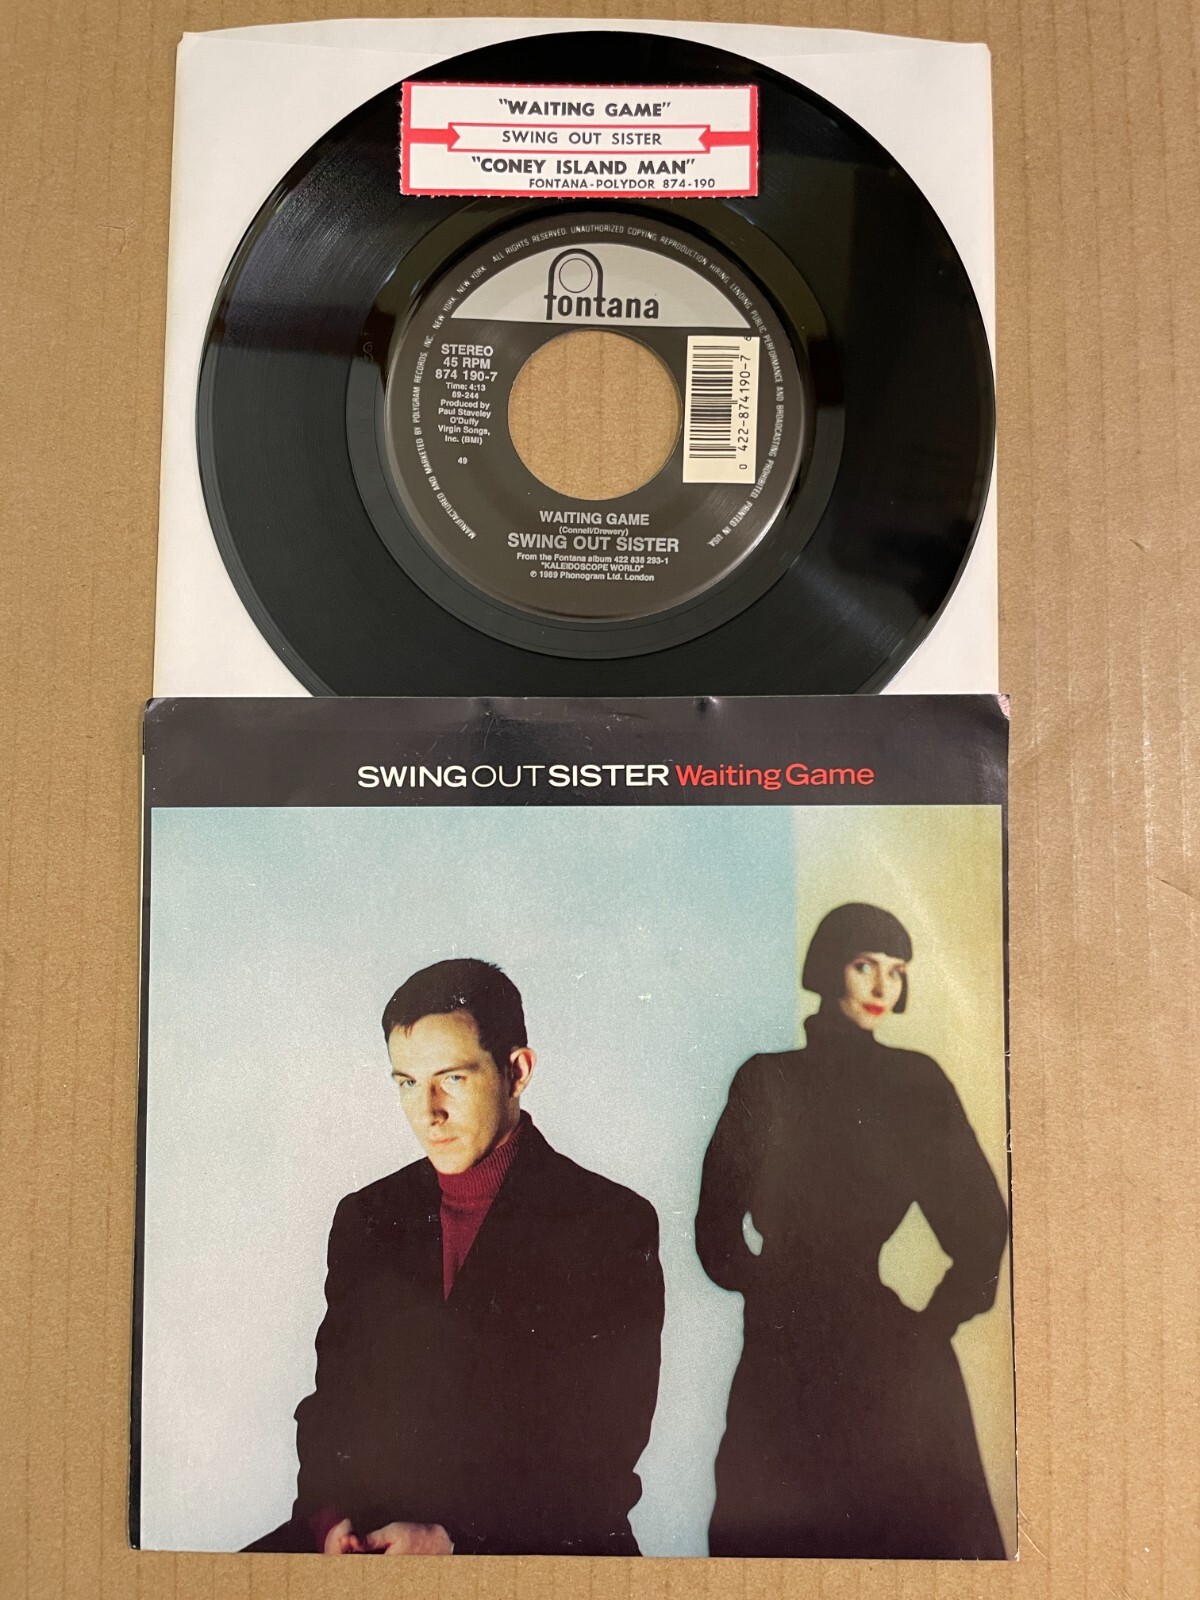 "WAITING GAME"
SWING OUT SISTER
"CONEY ISLAND MAN"
FONTANA-POLYDOR 874-190
MANUFACTURED AND MARKETED BY POLYGRAM RECORDS, INC. NEW YORK, NEW YORK. ALL RIGHTS RESERVED. UNAUTHORIZED COPYING, REPRODUCTION, HIRING, LENDING, PUBLIC PERFORMANCE AND BROADCASTING PROHIBITED. PRINTED IN USA.
fontana
STEREO
45 RPM
874 190-7
Time: 4:13
89-244
Produced by
Paul Staveley
O'Duffy
Virgin Songs,
Inc. (BMI)
49
0 422-874190-7 6
WAITING GAME
(Connell/Drewery)
SWING OUT SISTER
From the Fontana album 422 838 293-1
"KALEIDOSCOPE WORLD"
℗ 1989 Phonogram Ltd. London
SWING OUT SISTER Waiting Game